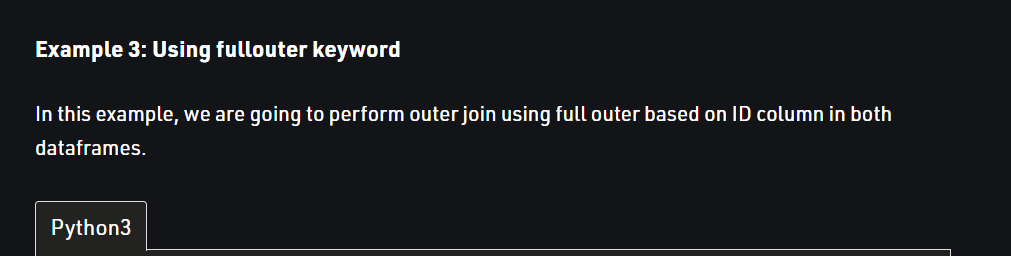 Example 3: Using fullouter keyword
In this example, we are going to perform outer join using full outer based on ID column in both
dataframes.
Python3